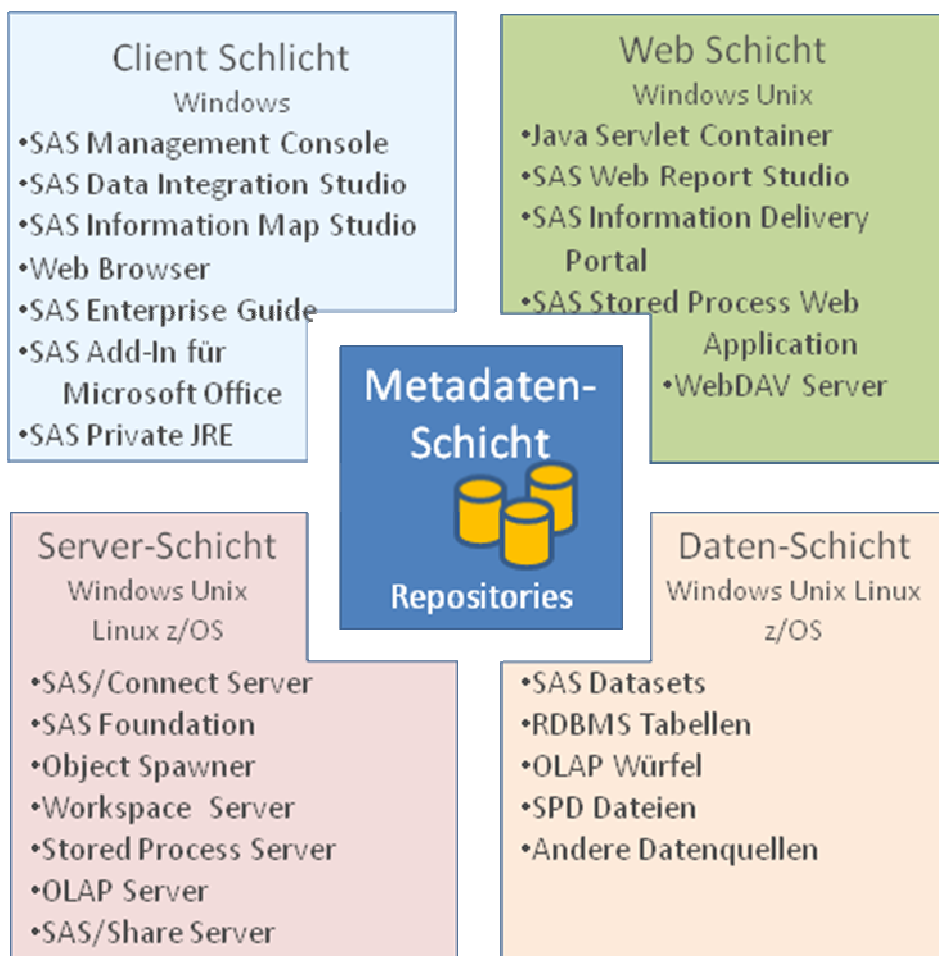 Client Schlicht
Windows
•SAS Management Console
•SAS Data Integration Studio
•SAS Information Map Studio
•Web Browser
•SAS Enterprise Guide
•SAS Add-In für
Microsoft Office
•SAS Private JRE
Web Schicht
Windows Unix
•Java Servlet Container
•SAS Web Report Studio
•SAS Information Delivery
Portal
•SAS Stored Process Web
Application
•WebDAV Server
Metadaten-
Schicht
Repositories
Server-Schicht
Windows Unix
Linux z/OS
•SAS/Connect Server
•SAS Foundation
•Object Spawner
•Workspace Server
•Stored Process Server
•OLAP Server
•SAS/Share Server
Daten-Schicht
Windows Unix Linux
z/OS
•SAS Datasets
•RDBMS Tabellen
•OLAP Würfel
•SPD Dateien
•Andere Datenquellen